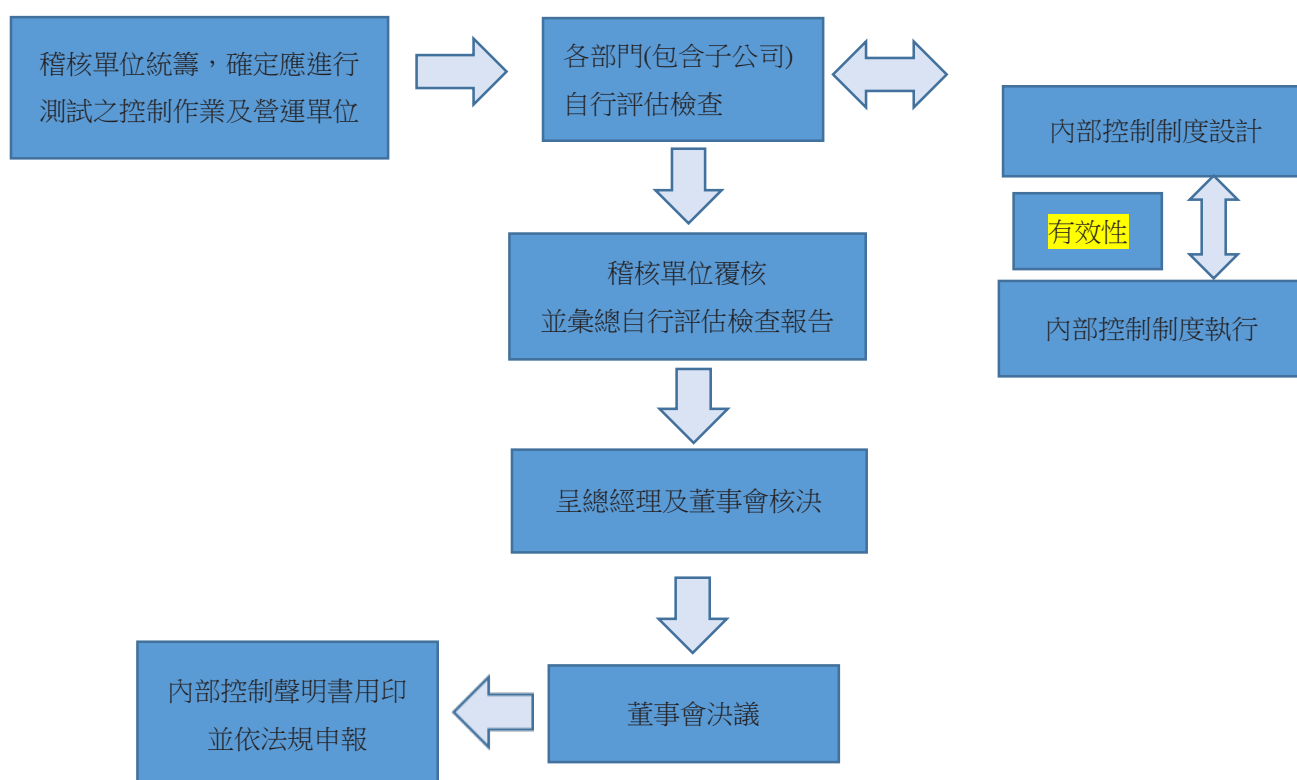 稽核單位統籌，確定應進行
測試之控制作業及營運單位
各部門(包含子公司)
自行評估檢查
內部控制制度設計
有效性
內部控制制度執行
稽核單位覆核
並彙總自行評估檢查報告
呈總經理及董事會核決
董事會決議
內部控制聲明書用印
並依法規申報